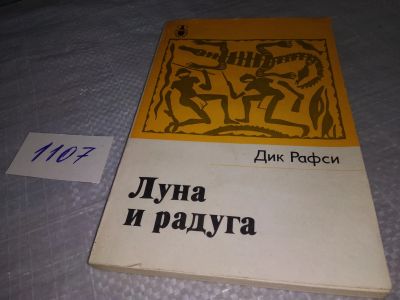 1107
Дик Рафси
Луна
и радуга